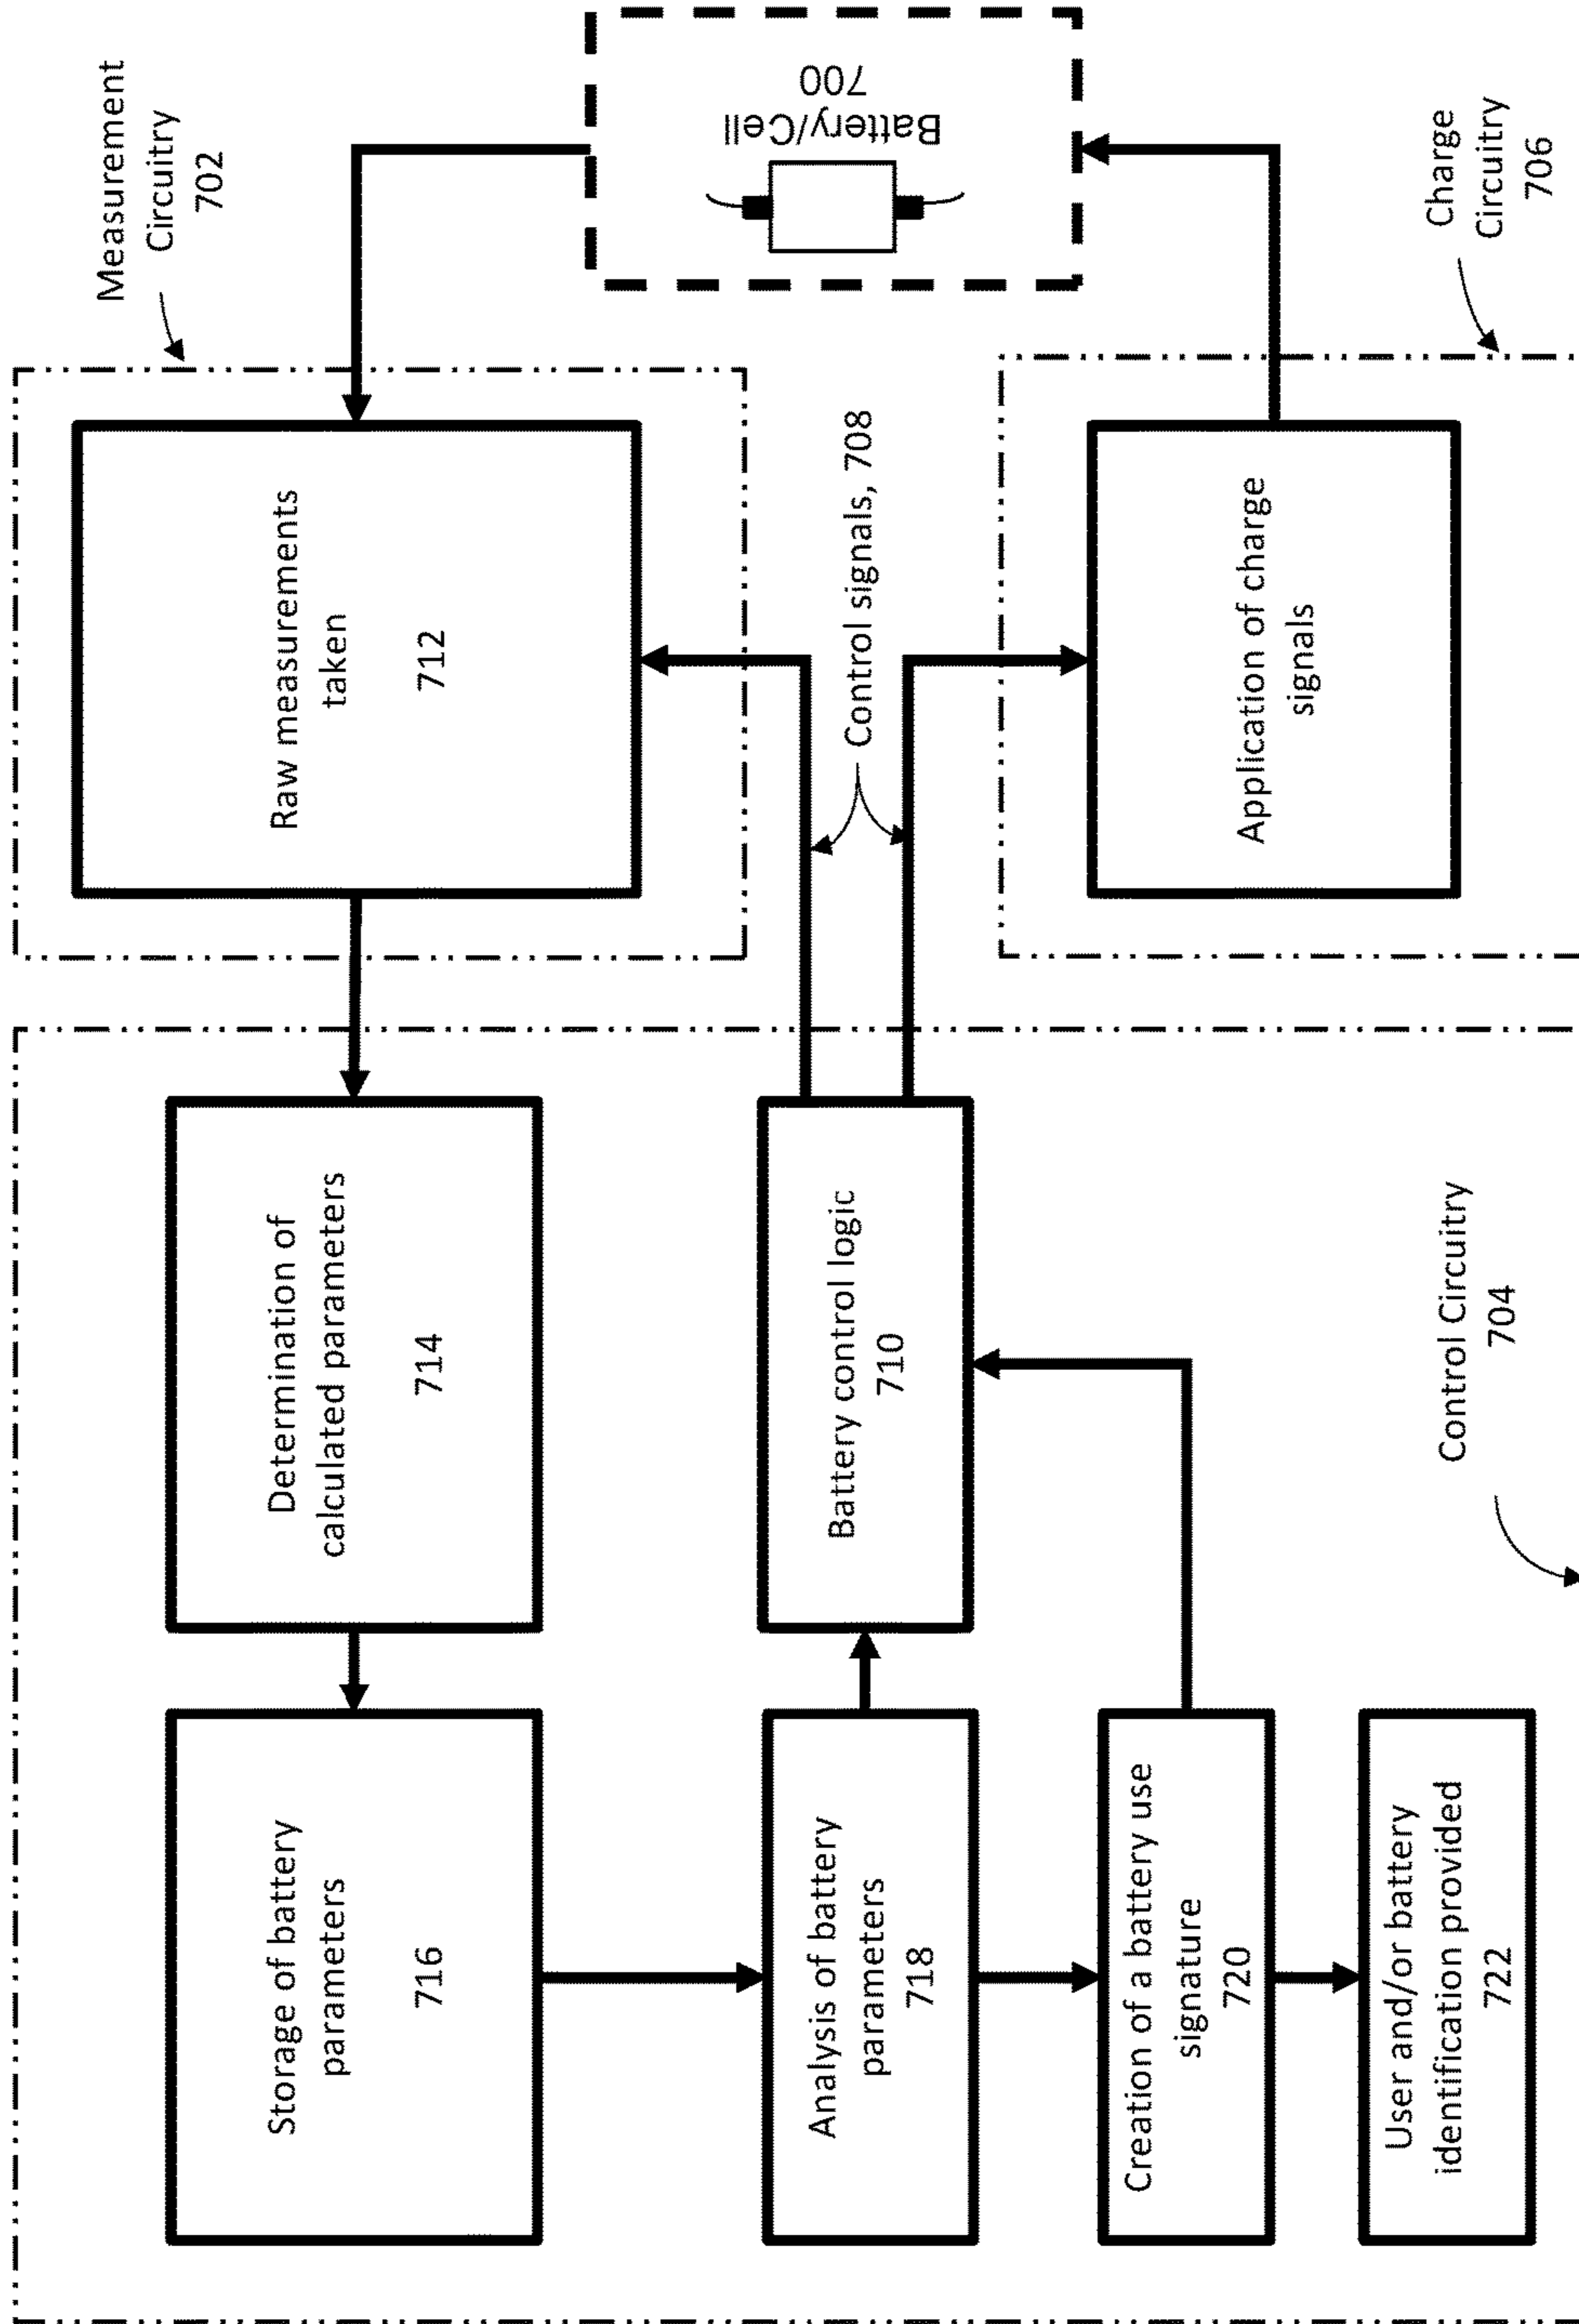 Storage of battery
parameters
716
Determination of
calculated parameters
714
Raw measurements
taken
712
Measurement
Circuitry
702
Analysis of battery
parameters
718
Battery control logic
710
Control signals, 708
Battery/Cell
700
Creation of a battery use
signature
720
User and/or battery
identification provided
722
Control Circuitry
704
Application of charge
signals
Charge
Circuitry
706